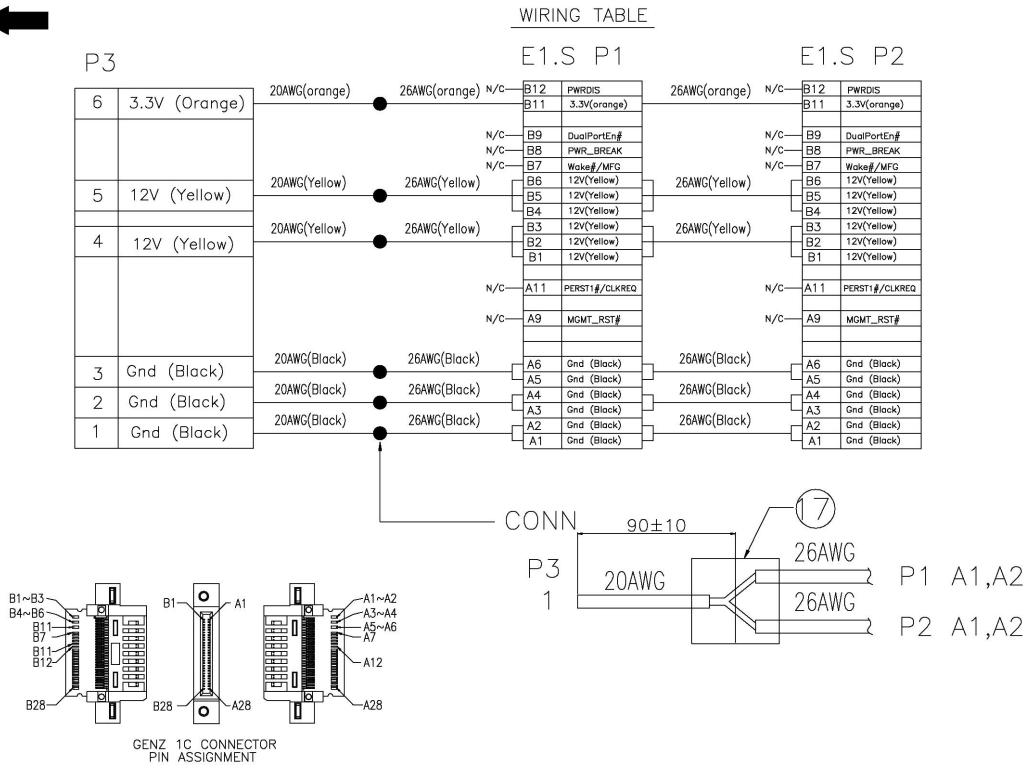 WIRING TABLE
P3
E1.S P1
E1.S P2
6 3.3V (Orange) 20AWG(orange) 26AWG(orange) N/C B12 PWRDIS 26AWG(orange) N/C B12 PWRDIS
B11 3.3V(orange) B11 3.3V(orange)
N/C B9 DualPortEn# N/C B9 DualPortEn#
N/C B8 PWR_BREAK N/C B8 PWR_BREAK
N/C B7 Wake#/MFG N/C B7 Wake#/MFG
20AWG(Yellow) 26AWG(Yellow) B6 12V(Yellow) 26AWG(Yellow) B6 12V(Yellow)
5 12V (Yellow) B5 12V(Yellow) B5 12V(Yellow)
B4 12V(Yellow) B4 12V(Yellow)
20AWG(Yellow) 26AWG(Yellow) B3 12V(Yellow) 26AWG(Yellow) B3 12V(Yellow)
4 12V (Yellow) B2 12V(Yellow) B2 12V(Yellow)
B1 12V(Yellow) B1 12V(Yellow)
N/C A11 PERST1#/CLKREQ N/C A11 PERST1#/CLKREQ
N/C A9 MGMT_RST# N/C A9 MGMT_RST#
20AWG(Black) 26AWG(Black) A6 Gnd (Black) 26AWG(Black) A6 Gnd (Black)
3 Gnd (Black) A5 Gnd (Black) A5 Gnd (Black)
20AWG(Black) 26AWG(Black) A4 Gnd (Black) 26AWG(Black) A4 Gnd (Black)
2 Gnd (Black) A3 Gnd (Black) A3 Gnd (Black)
20AWG(Black) 26AWG(Black) A2 Gnd (Black) 26AWG(Black) A2 Gnd (Black)
1 Gnd (Black) A1 Gnd (Black) A1 Gnd (Black)
CONN
90±10
17
P3
1
20AWG
26AWG
P1 A1,A2
26AWG
P2 A1,A2
B1~B3
B4~B6
B11
B7
B11
B12
B28
B1
A1
B28
A28
A1~A2
A3~A4
A5~A6
A7
A12
A28
GENZ 1C CONNECTOR
PIN ASSIGNMENT